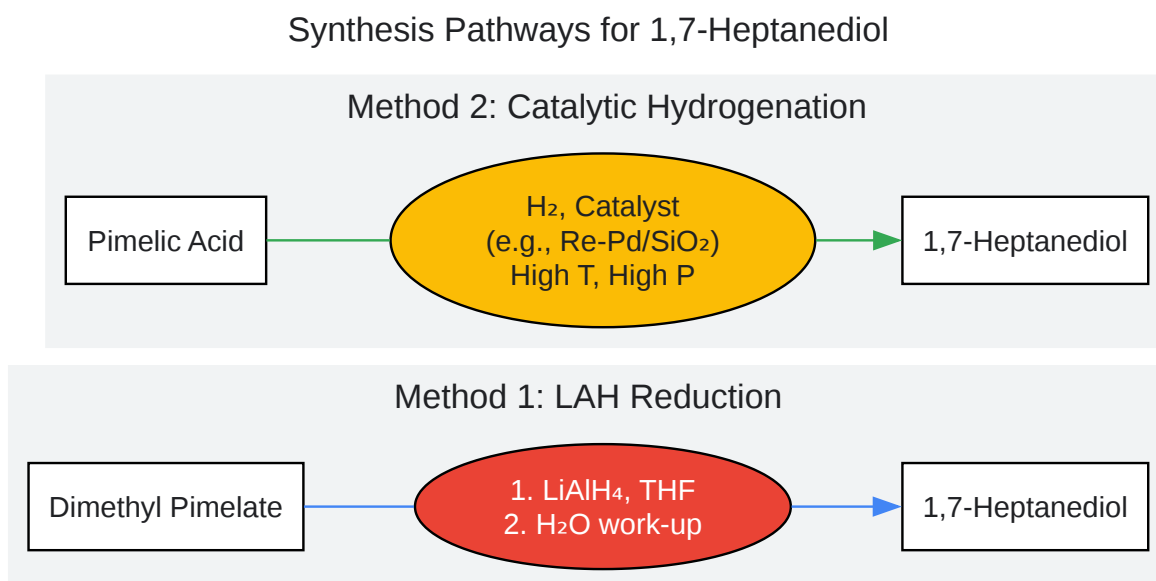 Synthesis Pathways for 1,7-Heptanediol
Method 2: Catalytic Hydrogenation
Pimelic Acid
H₂, Catalyst
(e.g., Re-Pd/SiO₂)
High T, High P
1,7-Heptanediol
Method 1: LAH Reduction
Dimethyl Pimelate
1. LiAlH₄, THF
2. H₂O work-up
1,7-Heptanediol